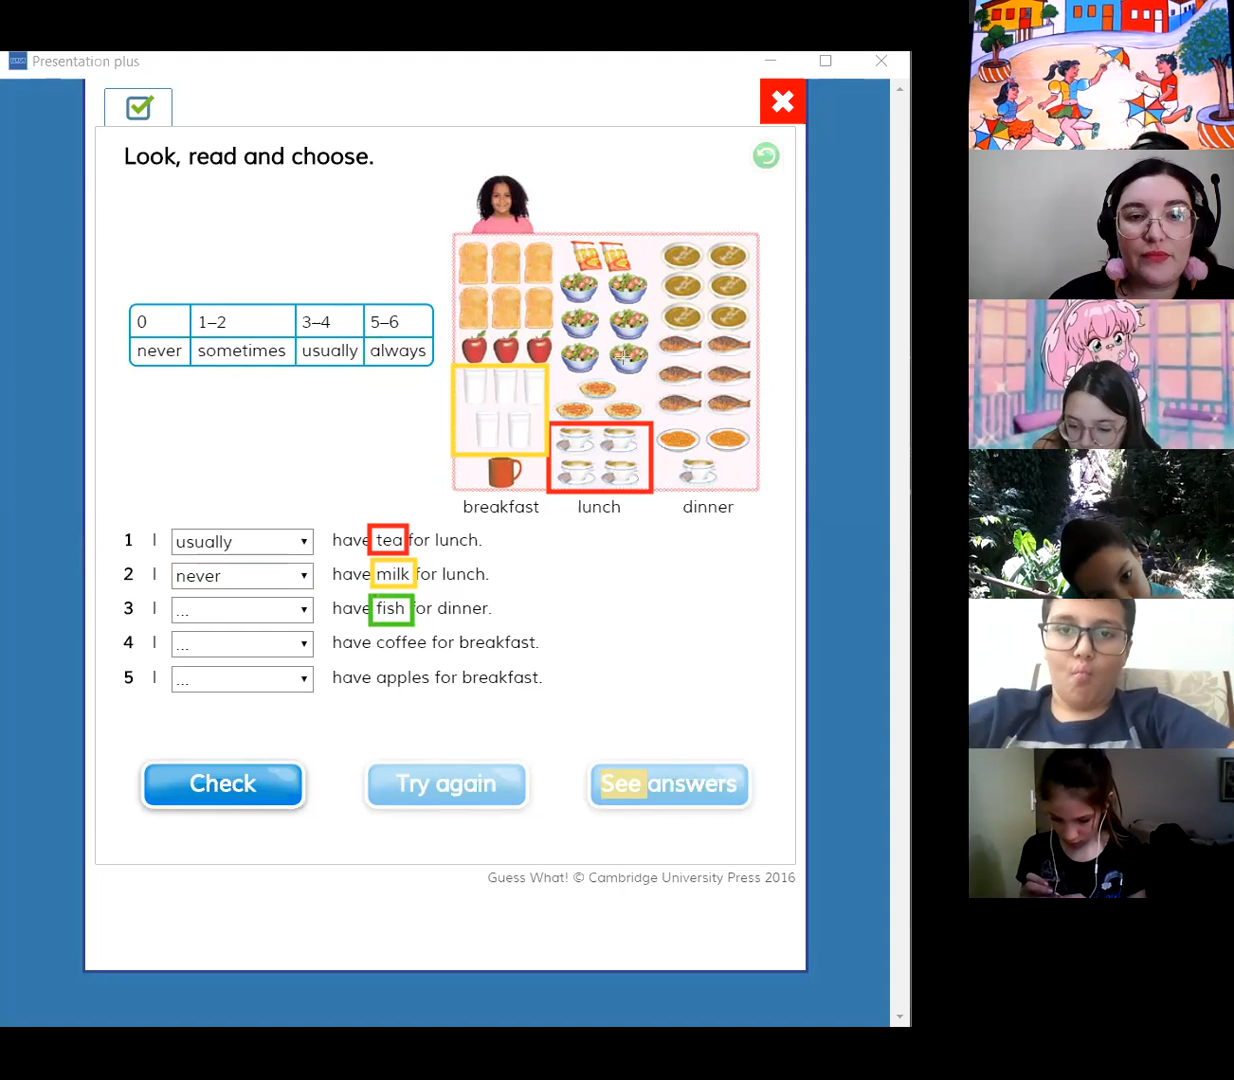 Presentation plus
Look, read and choose.
0 1–2 3–4 5–6
never sometimes usually always
breakfast lunch dinner
1 I usually have tea for lunch.
2 I never have milk for lunch.
3 I ... have fish for dinner.
4 I ... have coffee for breakfast.
5 I ... have apples for breakfast.
Check Try again See answers
Guess What! © Cambridge University Press 2016